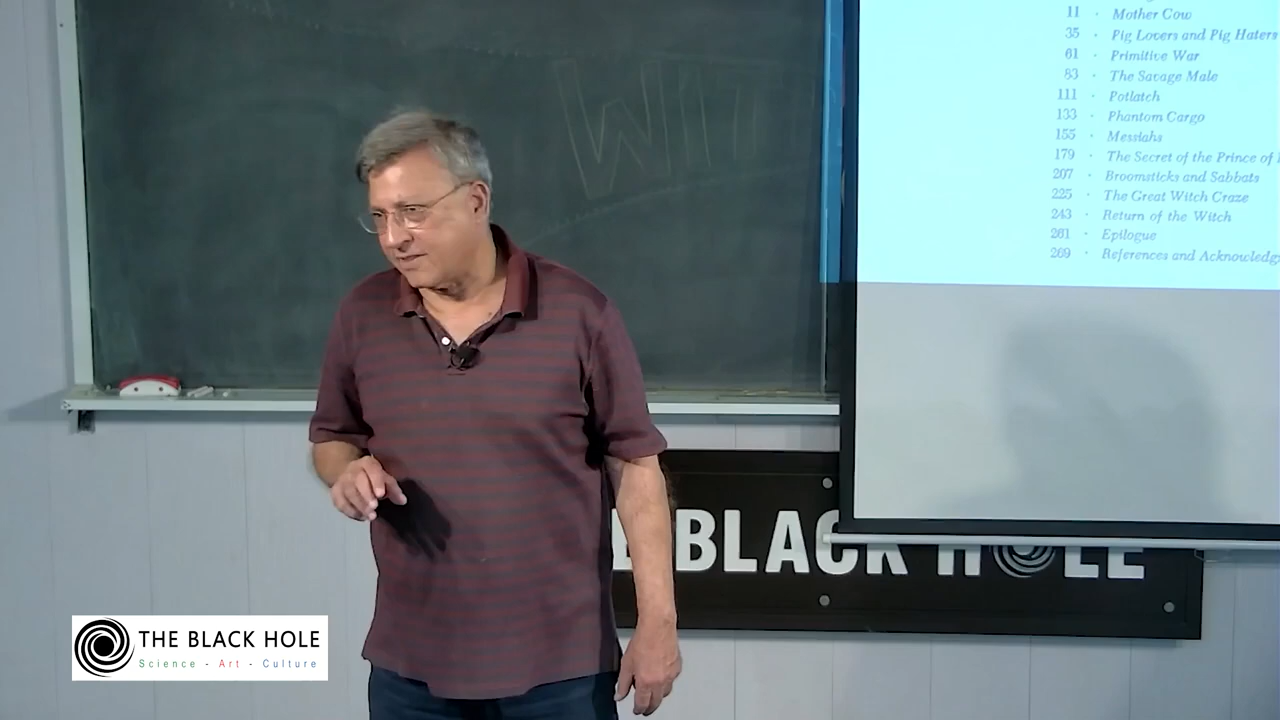 11 · Mother Cow
35 · Pig Lovers and Pig Haters
61 · Primitive War
83 · The Savage Male
111 · Potlatch
133 · Phantom Cargo
155 · Messiahs
179 · The Secret of the Prince of
207 · Broomsticks and Sabbats
225 · The Great Witch Craze
243 · Return of the Witch
261 · Epilogue
269 · References and Acknowledg
WIT
E BLACK HOLE
THE BLACK HOLE
Science - Art - Culture